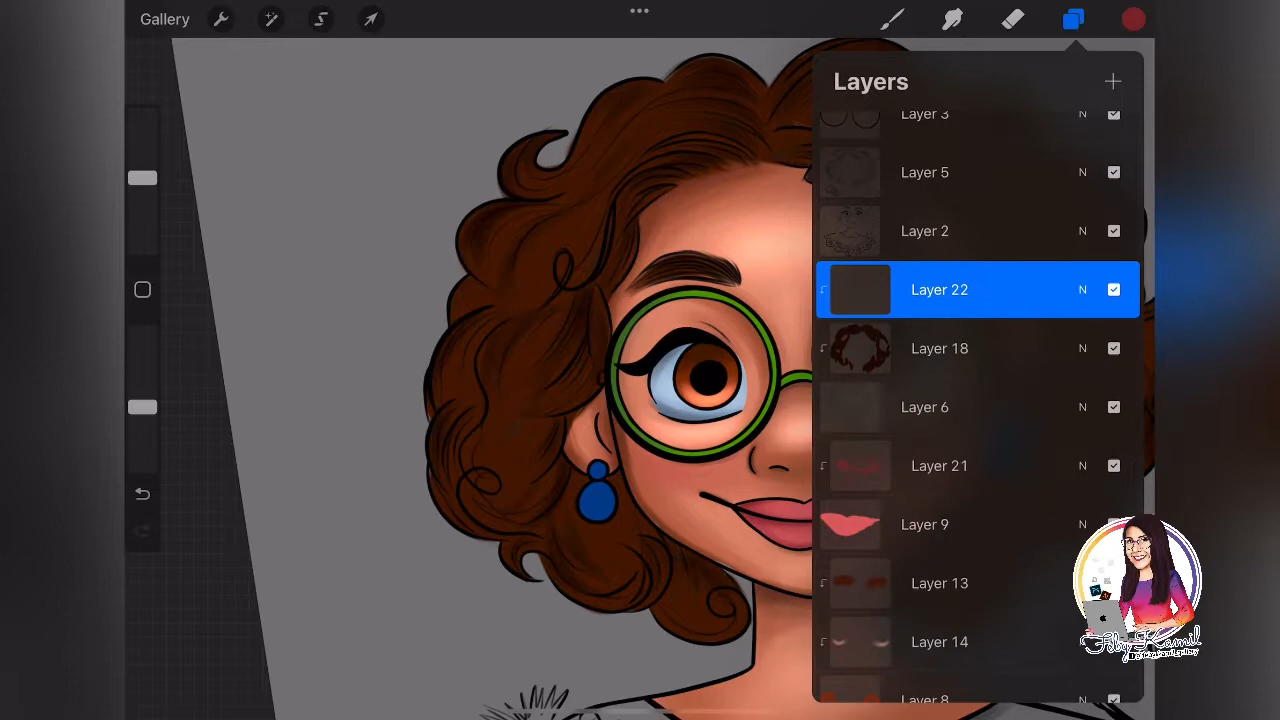 Gallery
Layers
Layer 3 N
Layer 5 N
Layer 2 N
Layer 22 N
Layer 18 N
Layer 6 N
Layer 21 N
Layer 9 N
Layer 13
Layer 14
Layer 8 N